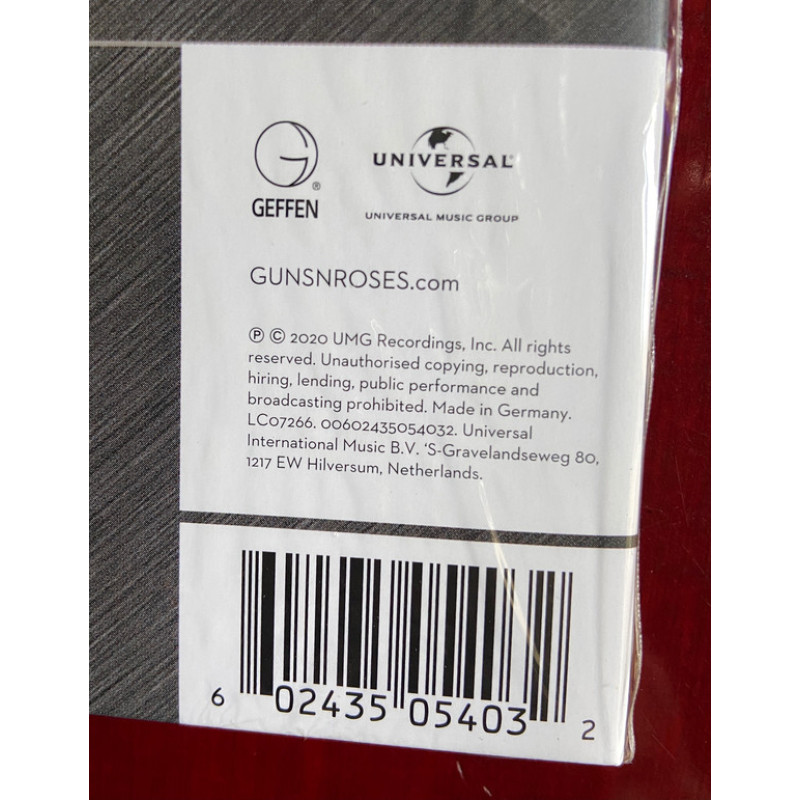 GEFFEN ®
UNIVERSAL
UNIVERSAL MUSIC GROUP
GUNSNROSES.com
℗ © 2020 UMG Recordings, Inc. All rights
reserved. Unauthorised copying, reproduction,
hiring, lending, public performance and
broadcasting prohibited. Made in Germany.
LC07266. 00602435054032. Universal
International Music B.V. ‘S-Gravelandseweg 80,
1217 EW Hilversum, Netherlands.
6 02435 05403 2